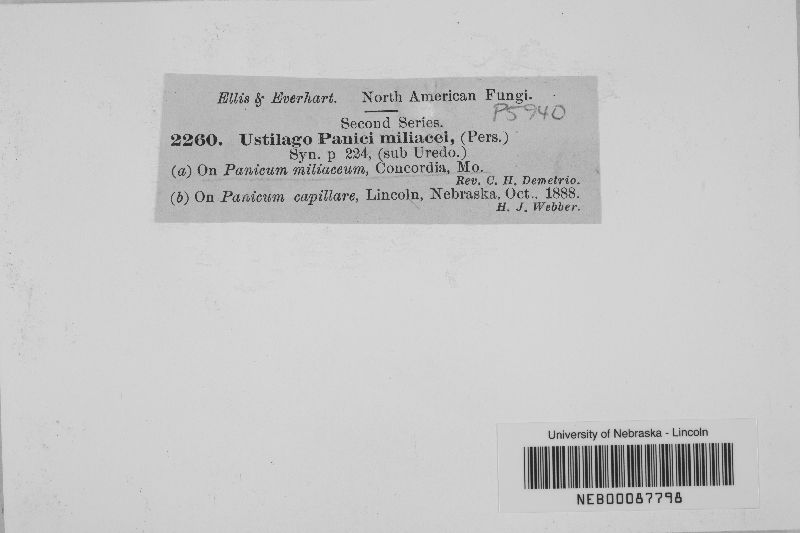 Ellis & Everhart. North American Fungi.
P5940
Second Series.
2260. Ustilago Panici miliacei, (Pers.)
Syn. p 224, (sub Uredo.)
(a) On Panicum miliaceum, Concordia, Mo.
Rev. C. H. Demetrio.
(b) On Panicum capillare, Lincoln, Nebraska, Oct., 1888.
H. J. Webber.
University of Nebraska - Lincoln
NEB00087798